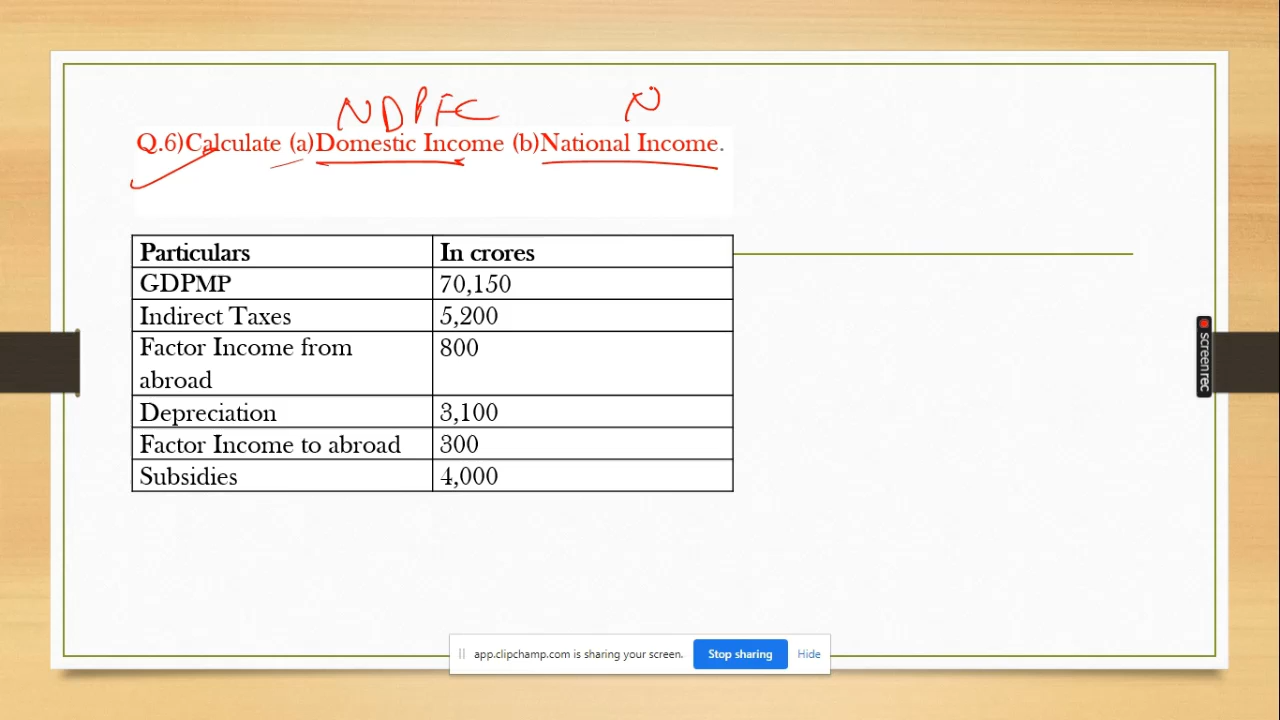 NDPFC N
Q.6)Calculate (a)Domestic Income (b)National Income.
Particulars In crores
GDPMP 70,150
Indirect Taxes 5,200
Factor Income from 800
abroad
Depreciation 3,100
Factor Income to abroad 300
Subsidies 4,000
screenrec
app.clipchamp.com is sharing your screen. Stop sharing Hide